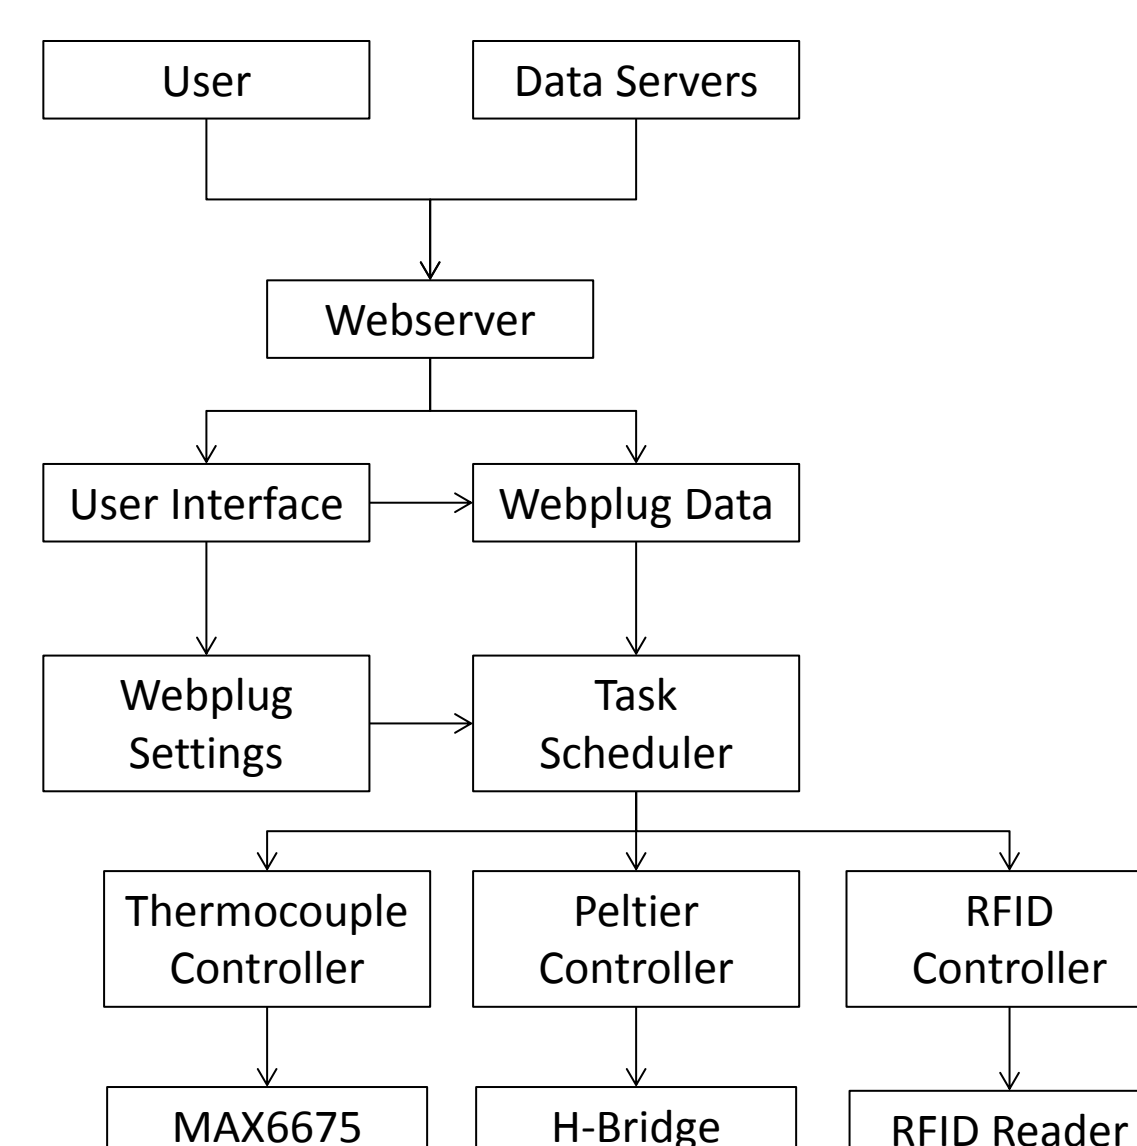 User
Data Servers
Webserver
User Interface
Webplug Data
Webplug
Settings
Task
Scheduler
Thermocouple
Controller
Peltier
Controller
RFID
Controller
MAX6675
H-Bridge
RFID Reader